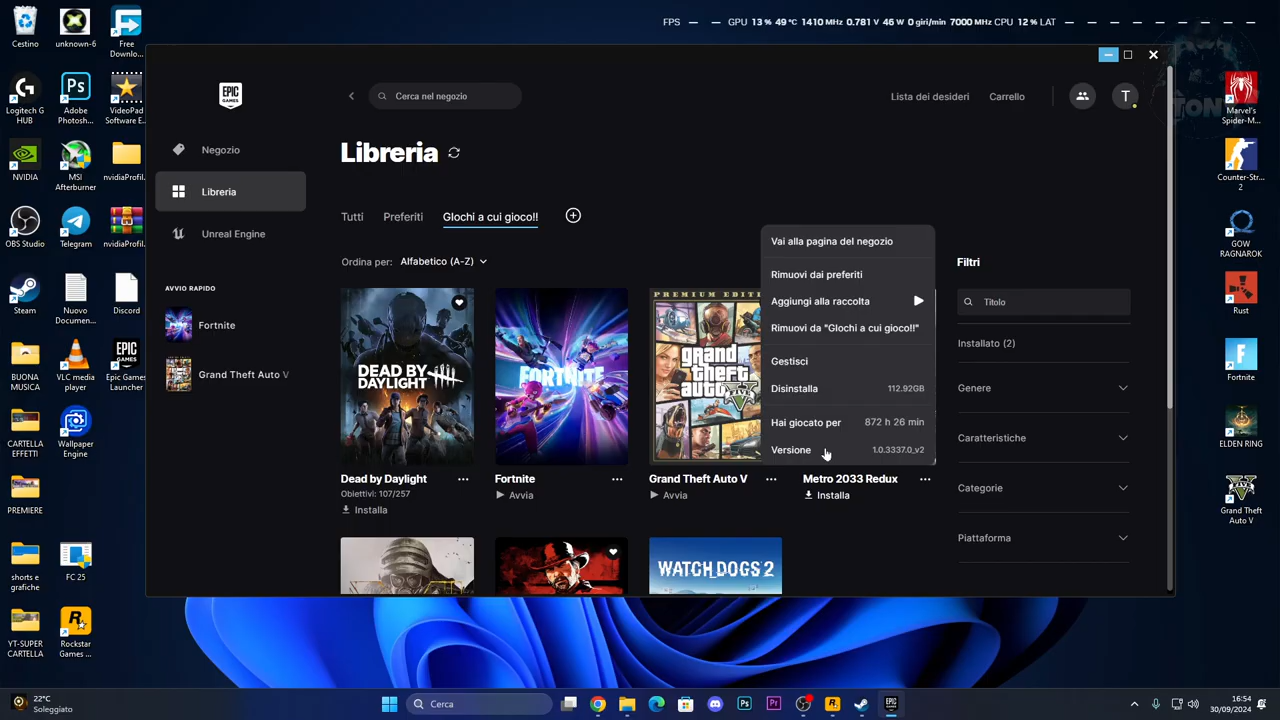 FPS — — GPU 13 % 49 °C 1410 MHz 0.781 V 46 W 0 giri/min 7000 MHz CPU 12 % LAT — — — — — — —
Cestino
unknown-6
Free Downlo...
Logitech G HUB
Adobe Photosh...
VideoPad Software E...
NVIDIA
MSI Afterburner
nvidiaProfil...
OBS Studio
Telegram
nvidiaProfil...
Steam
Nuovo Documen...
Discord
BUONA MUSICA
VLC media player
Epic Games Launcher
CARTELLA EFFETTI
Wallpaper Engine
PREMIERE
shorts e grafiche
FC 25
YT-SUPER CARTELLA
Rockstar Games ...
EPIC GAMES
Cerca nel negozio
Lista dei desideri
Carrello
T
Negozio
Libreria
Unreal Engine
AVVIO RAPIDO
Fortnite
Grand Theft Auto V
Libreria
Tutti
Preferiti
GIochi a cui gioco!!
Ordina per: Alfabetico (A-Z)
DEAD BY DAYLIGHT
FORTNITE
PREMIUM EDITI
grand theft auto V
Vai alla pagina del negozio
Rimuovi dai preferiti
Aggiungi alla raccolta
Rimuovi da "GIochi a cui gioco!!"
Gestisci
Disinstalla 112.92GB
Hai giocato per 872 h 26 min
Versione 1.0.3337.0_v2
Dead by Daylight ...
Obiettivi: 107/257
Installa
Fortnite ...
Avvia
Grand Theft Auto V ...
Avvia
Metro 2033 Redux ...
Installa
WATCH_DOGS 2
Filtri
Titolo
Installato (2)
Genere
Caratteristiche
Categorie
Piattaforma
Marvel's Spider-M...
Counter-Str... 2
GOW RAGNAROK
Rust
Fortnite
ELDEN RING
Grand Theft Auto V
22°C
Soleggiato
Cerca
16:54
30/09/2024